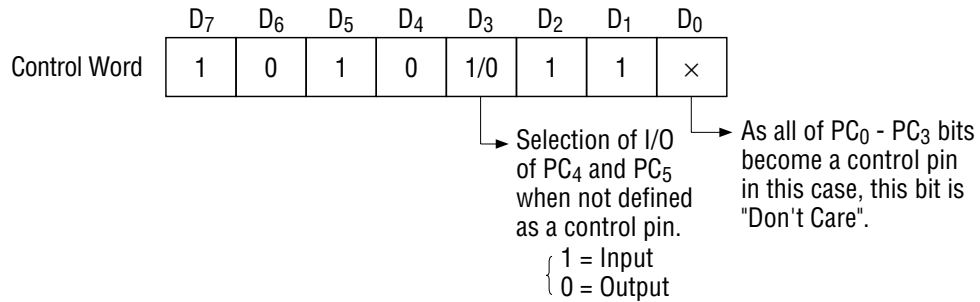 D7 D6 D5 D4 D3 D2 D1 D0
Control Word 1 0 1 0 1/0 1 1 ×
Selection of I/O
of PC4 and PC5
when not defined
as a control pin.
1 = Input
0 = Output
As all of PC0 - PC3 bits
become a control pin
in this case, this bit is
"Don't Care".